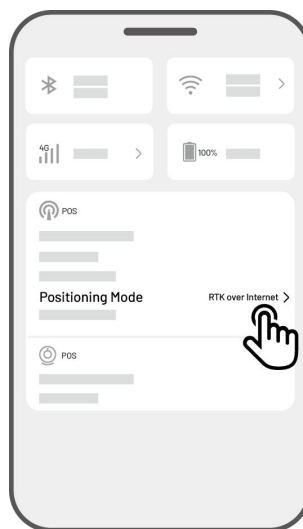 4G
100%
POS
Positioning Mode
RTK over Internet
POS